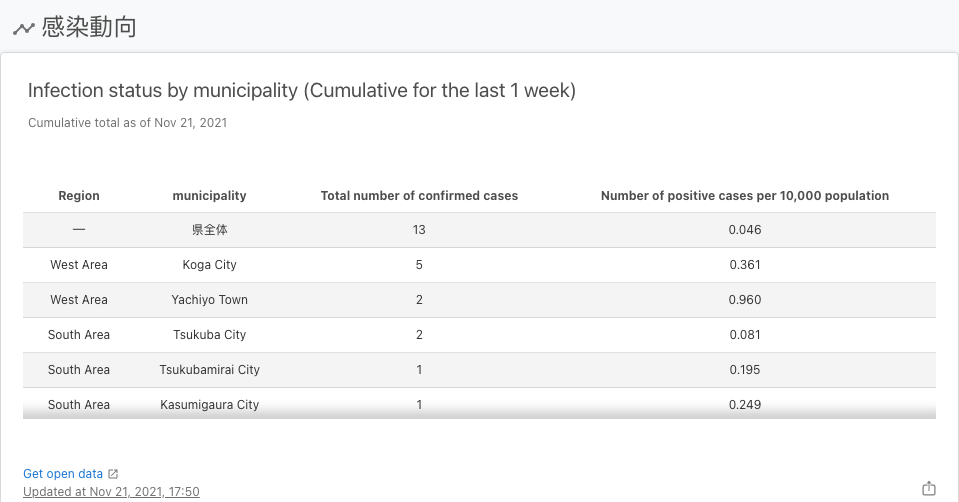 感染動向
Infection status by municipality (Cumulative for the last 1 week)
Cumulative total as of Nov 21, 2021
Region municipality Total number of confirmed cases Number of positive cases per 10,000 population
— 県全体 13 0.046
West Area Koga City 5 0.361
West Area Yachiyo Town 2 0.960
South Area Tsukuba City 2 0.081
South Area Tsukubamirai City 1 0.195
South Area Kasumigaura City 1 0.249
Get open data
Updated at Nov 21, 2021, 17:50